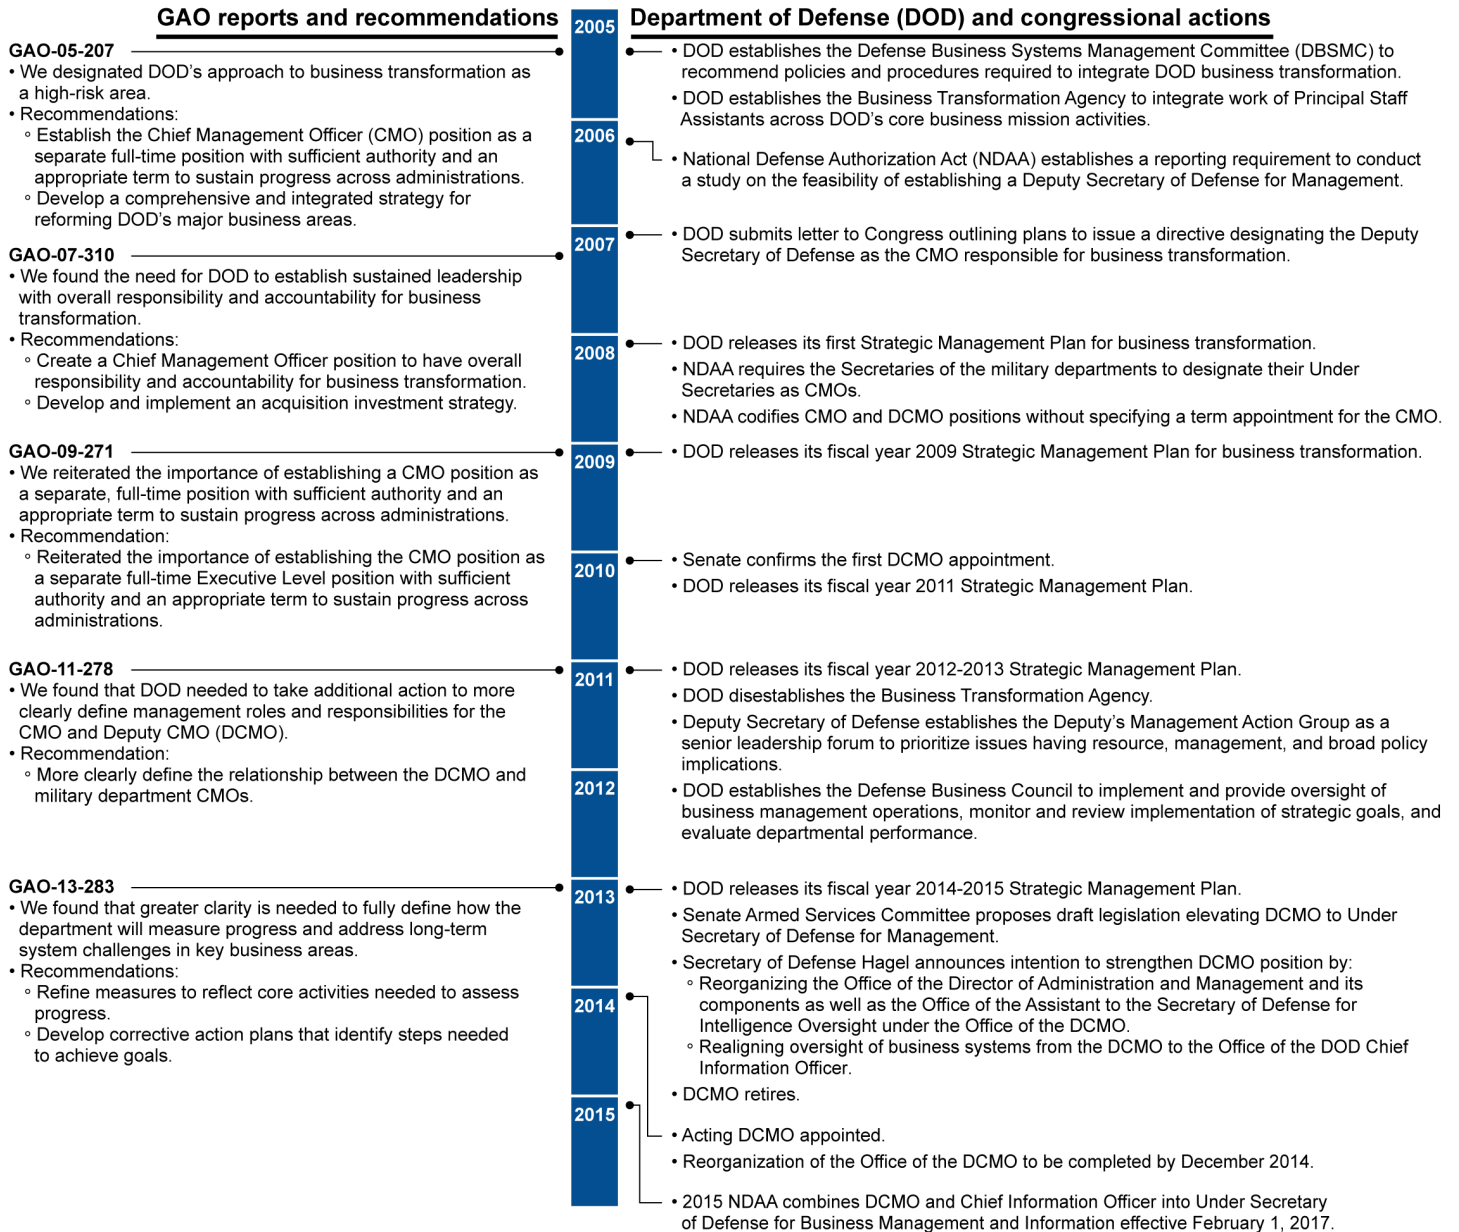 GAO reports and recommendations
GAO-05-207
• We designated DOD's approach to business transformation as
a high-risk area.
• Recommendations:
◦ Establish the Chief Management Officer (CMO) position as a
separate full-time position with sufficient authority and an
appropriate term to sustain progress across administrations.
◦ Develop a comprehensive and integrated strategy for
reforming DOD's major business areas.
GAO-07-310
• We found the need for DOD to establish sustained leadership
with overall responsibility and accountability for business
transformation.
• Recommendations:
◦ Create a Chief Management Officer position to have overall
responsibility and accountability for business transformation.
◦ Develop and implement an acquisition investment strategy.
GAO-09-271
• We reiterated the importance of establishing a CMO position as
a separate, full-time position with sufficient authority and an
appropriate term to sustain progress across administrations.
• Recommendation:
◦ Reiterated the importance of establishing the CMO position as
a separate full-time Executive Level position with sufficient
authority and an appropriate term to sustain progress across
administrations.
GAO-11-278
• We found that DOD needed to take additional action to more
clearly define management roles and responsibilities for the
CMO and Deputy CMO (DCMO).
• Recommendation:
◦ More clearly define the relationship between the DCMO and
military department CMOs.
GAO-13-283
• We found that greater clarity is needed to fully define how the
department will measure progress and address long-term
system challenges in key business areas.
• Recommendations:
◦ Refine measures to reflect core activities needed to assess
progress.
◦ Develop corrective action plans that identify steps needed
to achieve goals.
2005
2006
2007
2008
2009
2010
2011
2012
2013
2014
2015
Department of Defense (DOD) and congressional actions
• DOD establishes the Defense Business Systems Management Committee (DBSMC) to
recommend policies and procedures required to integrate DOD business transformation.
• DOD establishes the Business Transformation Agency to integrate work of Principal Staff
Assistants across DOD's core business mission activities.
• National Defense Authorization Act (NDAA) establishes a reporting requirement to conduct
a study on the feasibility of establishing a Deputy Secretary of Defense for Management.
• DOD submits letter to Congress outlining plans to issue a directive designating the Deputy
Secretary of Defense as the CMO responsible for business transformation.
• DOD releases its first Strategic Management Plan for business transformation.
• NDAA requires the Secretaries of the military departments to designate their Under
Secretaries as CMOs.
• NDAA codifies CMO and DCMO positions without specifying a term appointment for the CMO.
• DOD releases its fiscal year 2009 Strategic Management Plan for business transformation.
• Senate confirms the first DCMO appointment.
• DOD releases its fiscal year 2011 Strategic Management Plan.
• DOD releases its fiscal year 2012-2013 Strategic Management Plan.
• DOD disestablishes the Business Transformation Agency.
• Deputy Secretary of Defense establishes the Deputy's Management Action Group as a
senior leadership forum to prioritize issues having resource, management, and broad policy
implications.
• DOD establishes the Defense Business Council to implement and provide oversight of
business management operations, monitor and review implementation of strategic goals, and
evaluate departmental performance.
• DOD releases its fiscal year 2014-2015 Strategic Management Plan.
• Senate Armed Services Committee proposes draft legislation elevating DCMO to Under
Secretary of Defense for Management.
• Secretary of Defense Hagel announces intention to strengthen DCMO position by:
◦ Reorganizing the Office of the Director of Administration and Management and its
components as well as the Office of the Assistant to the Secretary of Defense for
Intelligence Oversight under the Office of the DCMO.
◦ Realigning oversight of business systems from the DCMO to the Office of the DOD Chief
Information Officer.
• DCMO retires.
• Acting DCMO appointed.
• Reorganization of the Office of the DCMO to be completed by December 2014.
• 2015 NDAA combines DCMO and Chief Information Officer into Under Secretary
of Defense for Business Management and Information effective February 1, 2017.